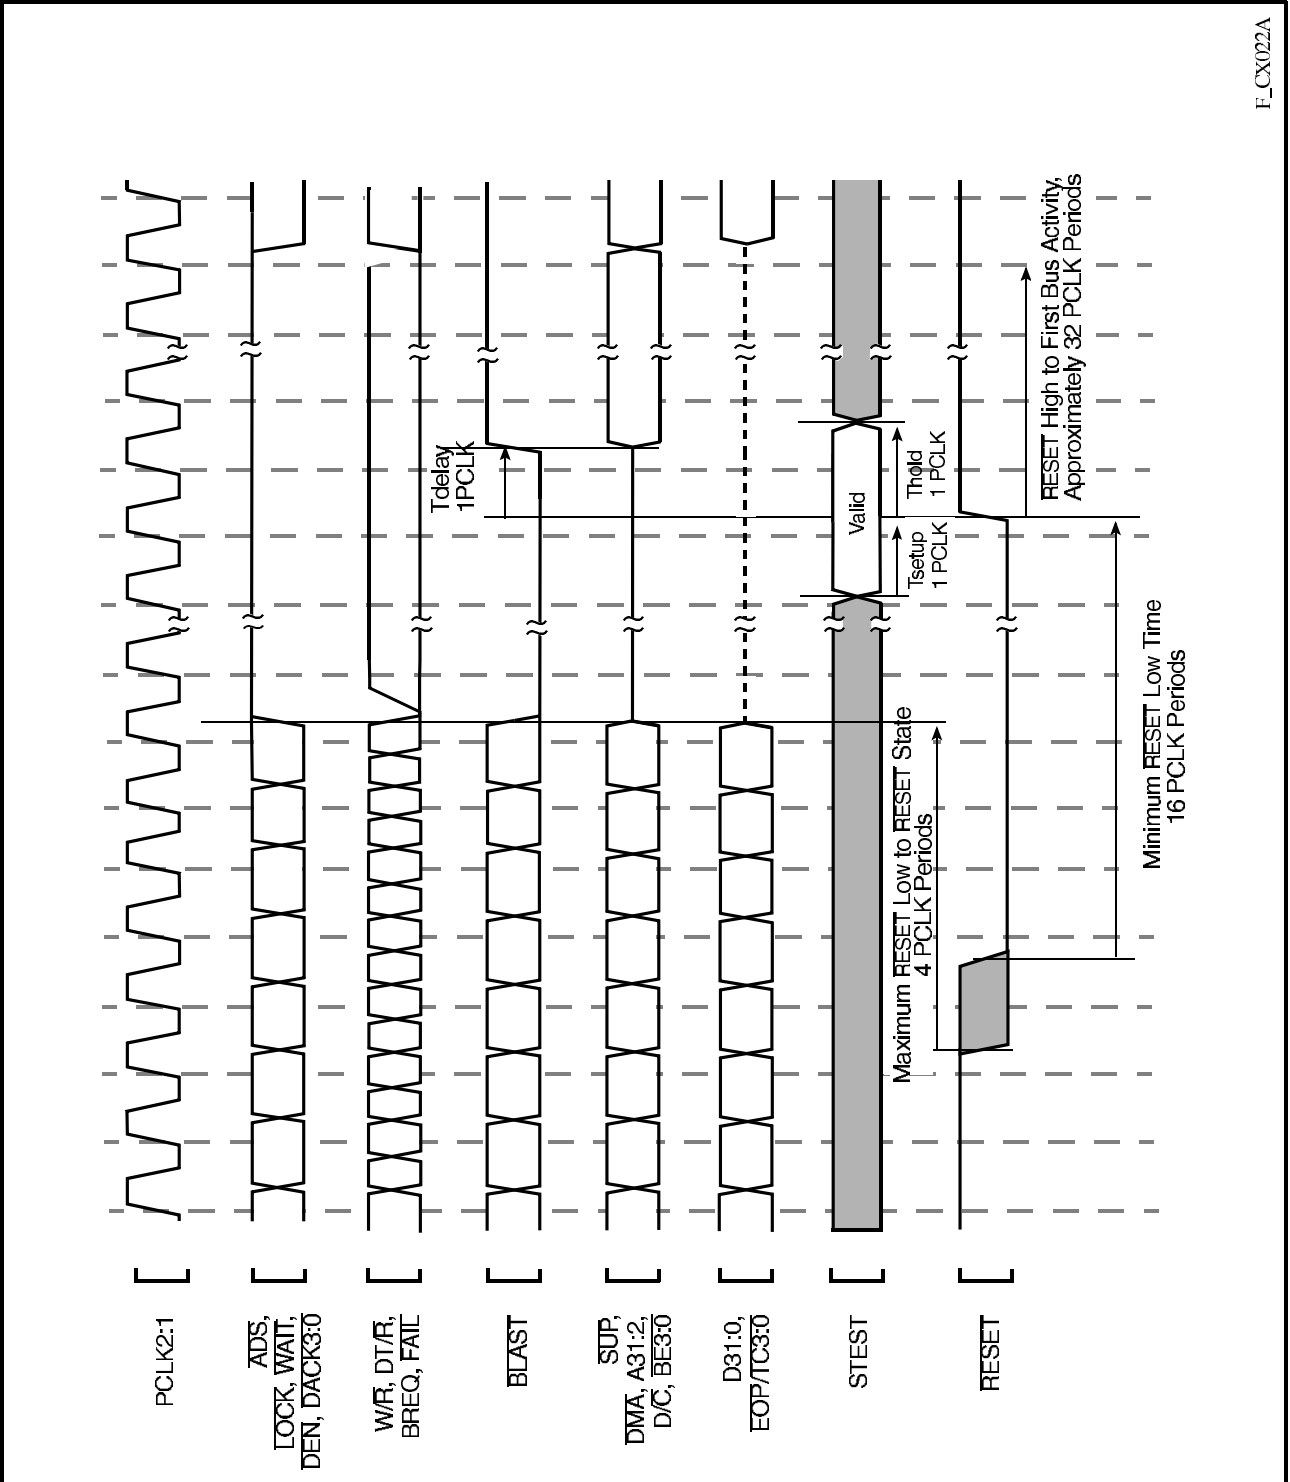 F_CX022A
PCLK2:1
ADS,
LOCK, WAIT,
DEN, DACK3:0
W/R, DT/R,
BREQ, FAIL
BLAST
SUP,
DMA, A31:2,
D/C, BE3:0
D31:0,
EOP/TC3:0
STEST
RESET
Tdelay
1PCLK
Valid
Thold
1 PCLK
Tsetup
1 PCLK
Maximum RESET Low to RESET State
4 PCLK Periods
RESET High to First Bus Activity,
Approximately 32 PCLK Periods
Minimum RESET Low Time
16 PCLK Periods